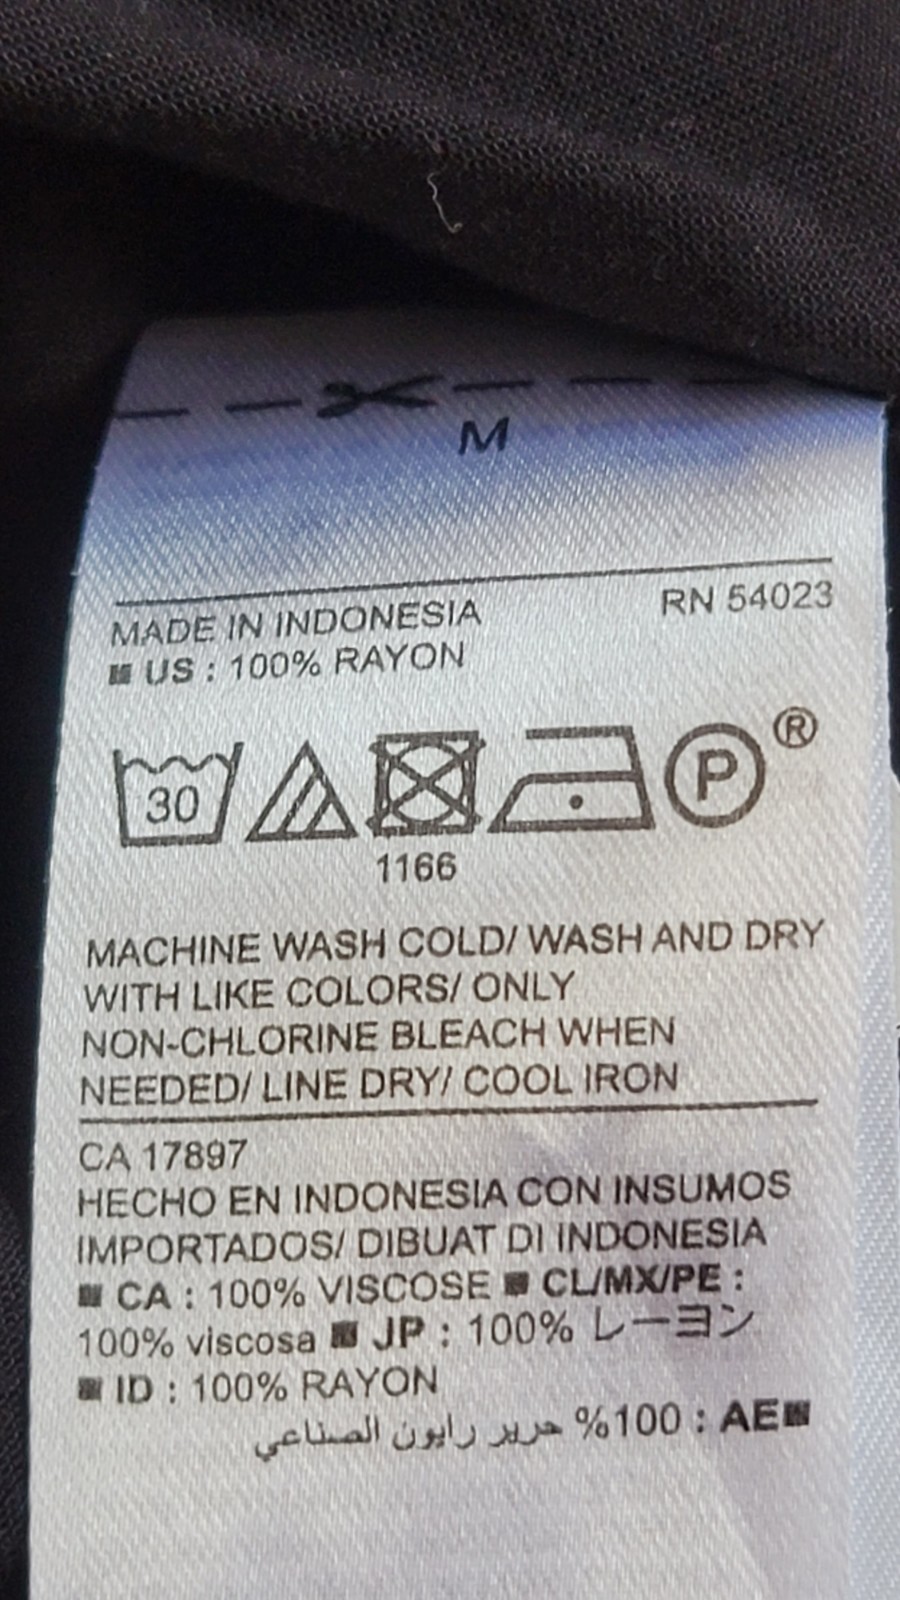 M
MADE IN INDONESIA RN 54023
US : 100% RAYON
30 P ®
1166
MACHINE WASH COLD/ WASH AND DRY
WITH LIKE COLORS/ ONLY
NON-CHLORINE BLEACH WHEN
NEEDED/ LINE DRY/ COOL IRON
CA 17897
HECHO EN INDONESIA CON INSUMOS
IMPORTADOS/ DIBUAT DI INDONESIA
■ CA : 100% VISCOSE ■ CL/MX/PE :
100% viscosa ■ JP : 100% レーヨン
■ ID : 100% RAYON
■AE : 100% حرير رايون الصناعي